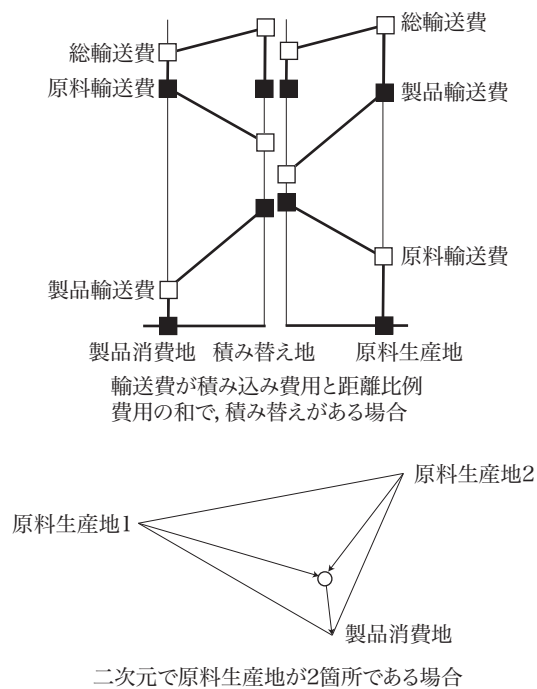 総輸送費
総輸送費
原料輸送費
製品輸送費
原料輸送費
製品輸送費
製品消費地 積み替え地 原料生産地
輸送費が積み込み費用と距離比例
費用の和で, 積み替えがある場合
原料生産地2
原料生産地1
製品消費地
二次元で原料生産地が2箇所である場合